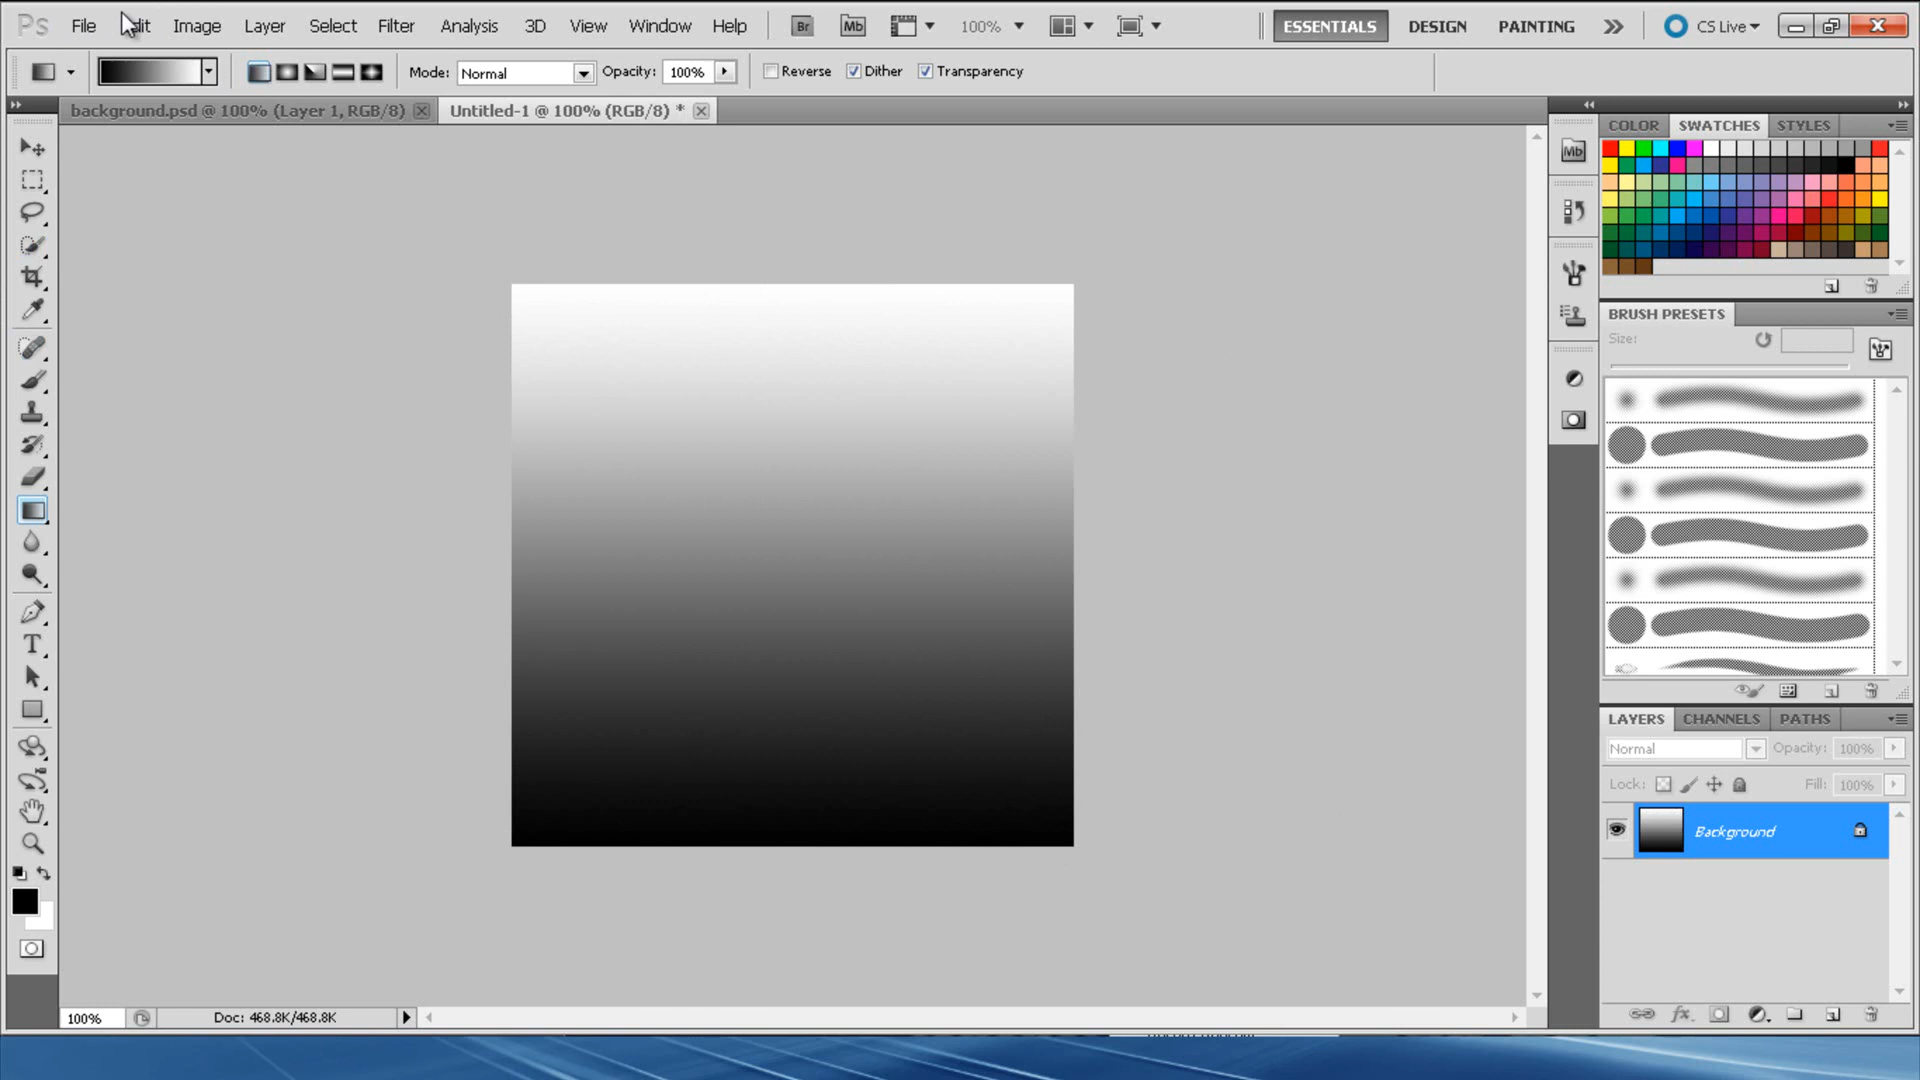 Ps File Edit Image Layer Select Filter Analysis 3D View Window Help Br Mb 100% ESSENTIALS DESIGN PAINTING CS Live
Mode: Normal Opacity: 100% Reverse Dither Transparency
background.psd @ 100% (Layer 1, RGB/8) Untitled-1 @ 100% (RGB/8) *
COLOR SWATCHES STYLES
Mb
BRUSH PRESETS
Size:
LAYERS CHANNELS PATHS
Normal Opacity: 100%
Lock: Fill: 100%
Background
100% Doc: 468.8K/468.8K